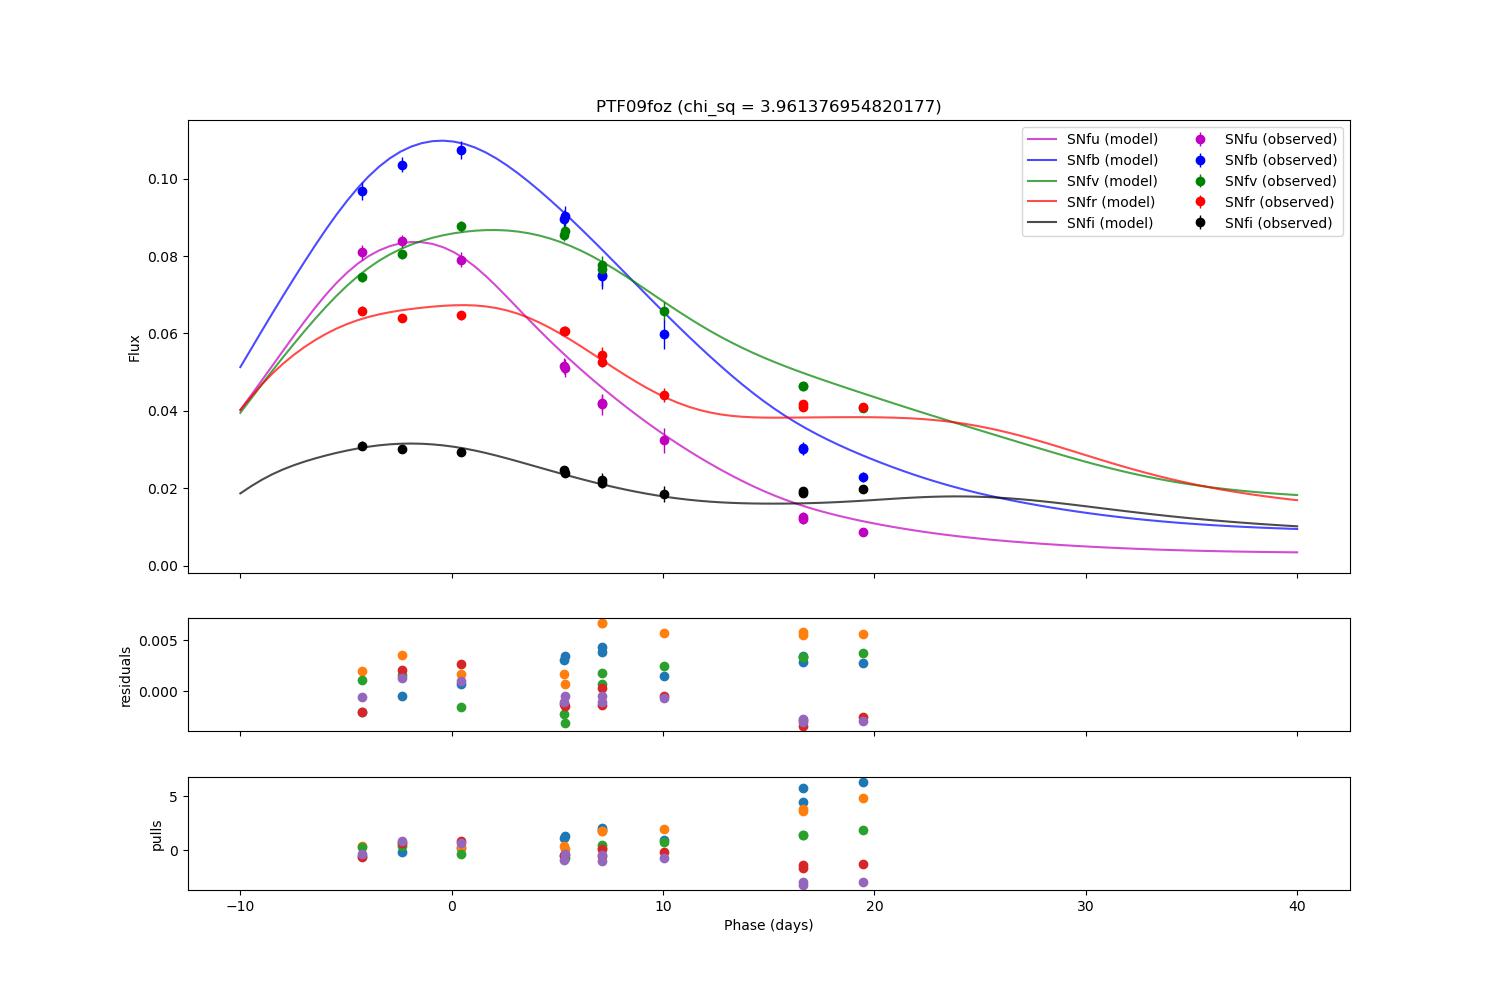 PTF09foz (chi_sq = 3.961376954820177)
Flux
0.10
0.08
0.06
0.04
0.02
0.00
SNfu (model)
SNfb (model)
SNfv (model)
SNfr (model)
SNfi (model)
SNfu (observed)
SNfb (observed)
SNfv (observed)
SNfr (observed)
SNfi (observed)
residuals
0.005
0.000
pulls
5
0
−10
0
10
20
30
40
Phase (days)